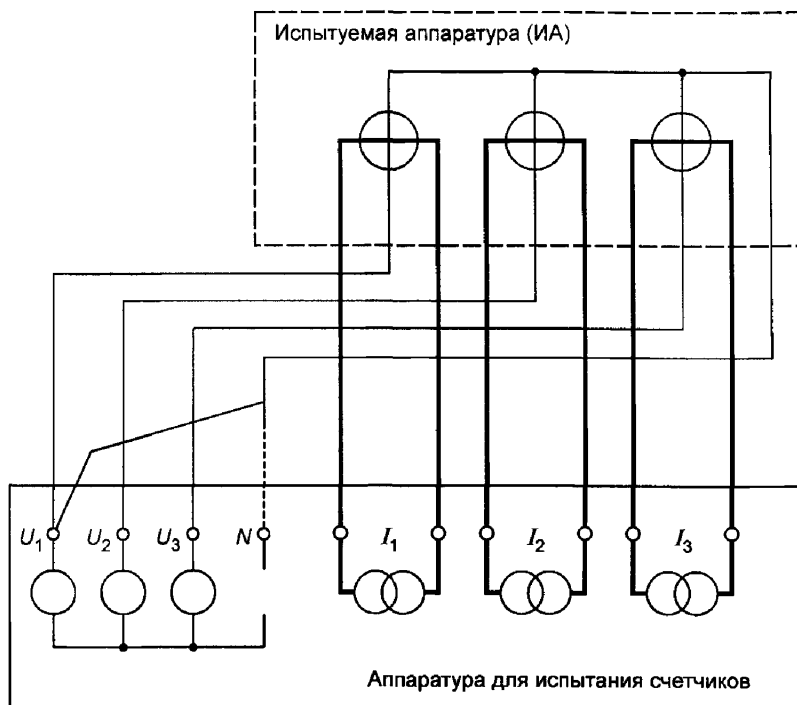 Испытуемая аппаратура (ИА)
U1 U2 U3 N I1 I2 I3
Аппаратура для испытания счетчиков